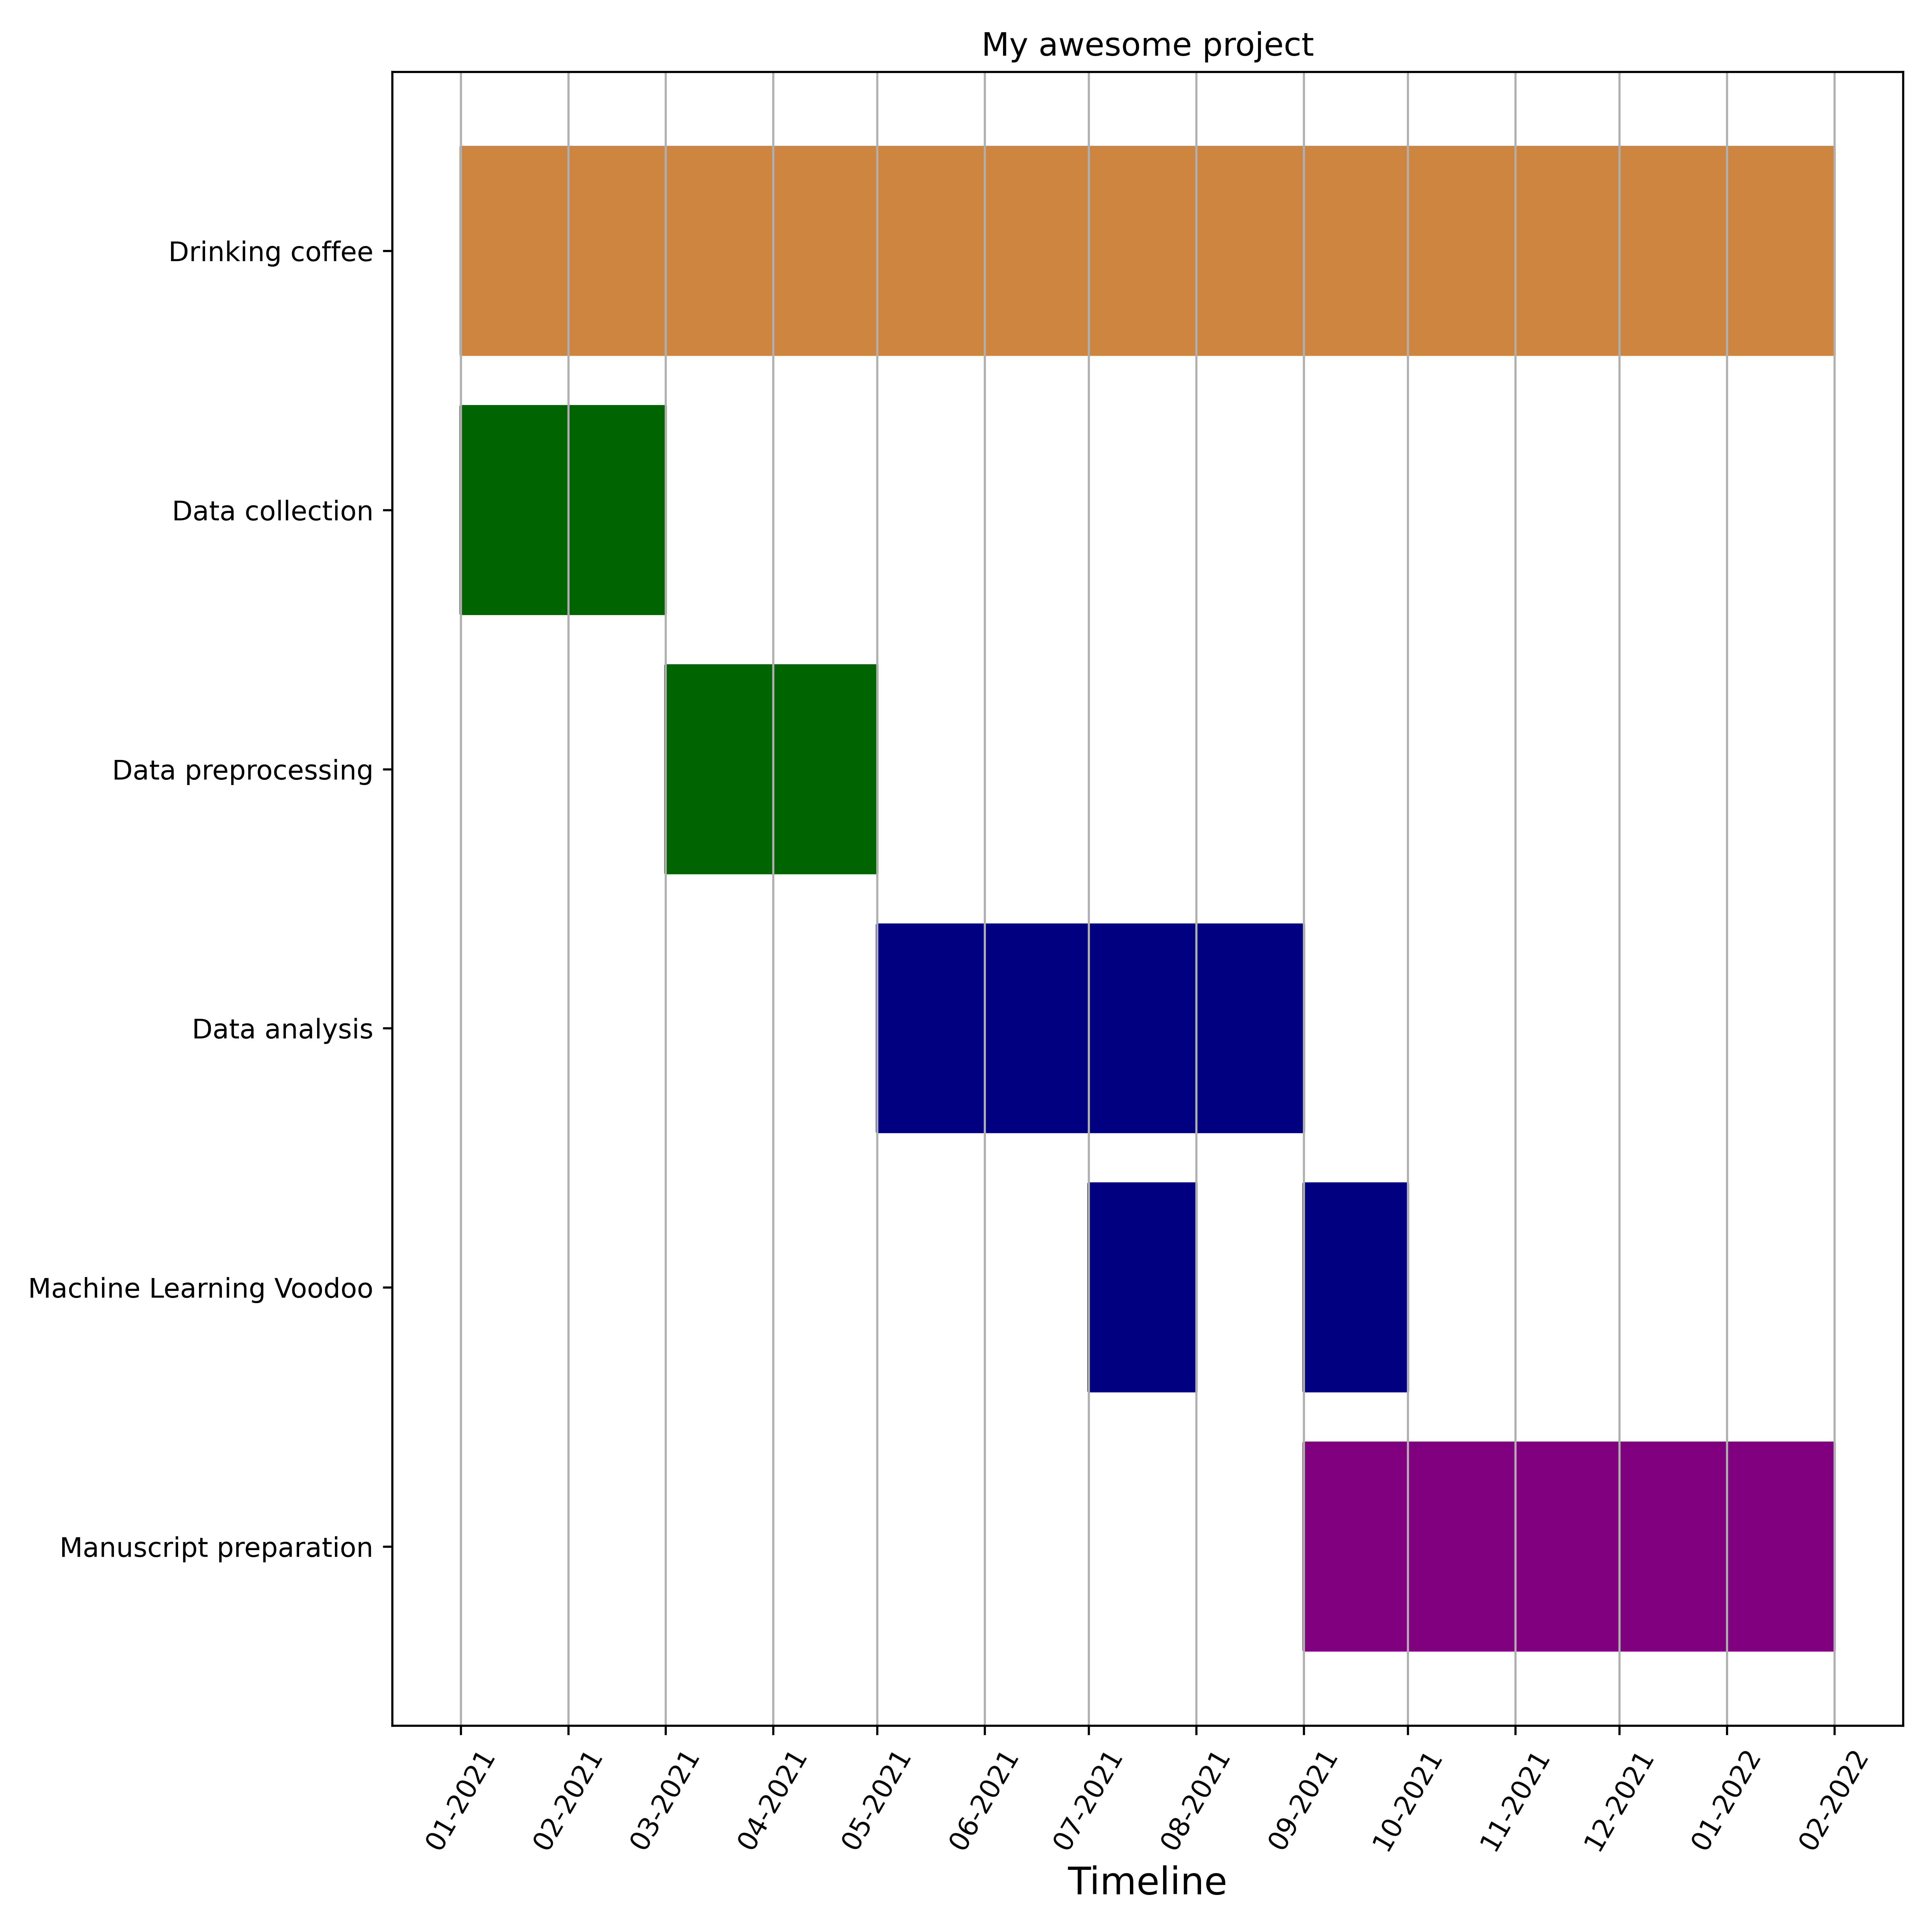 My awesome project
Drinking coffee
Data collection
Data preprocessing
Data analysis
Machine Learning Voodoo
Manuscript preparation
01-2021
02-2021
03-2021
04-2021
05-2021
06-2021
07-2021
08-2021
09-2021
10-2021
11-2021
12-2021
01-2022
02-2022
Timeline